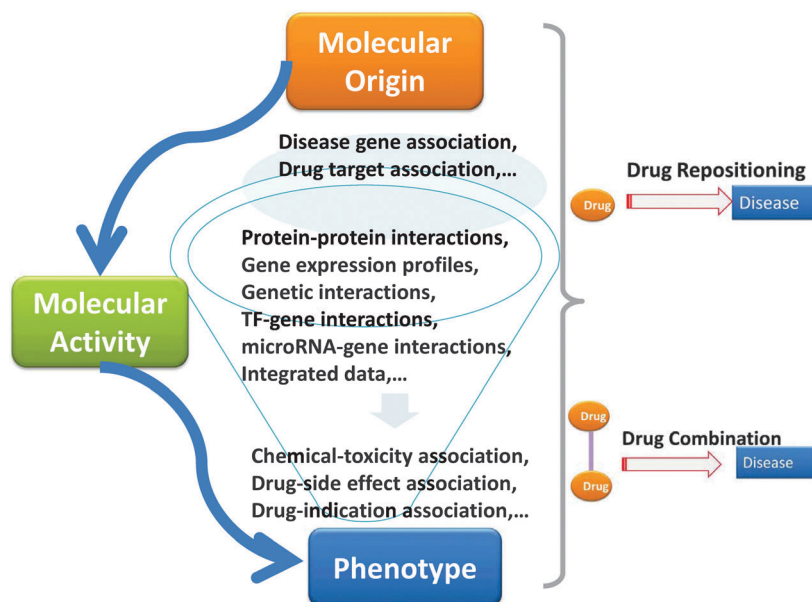 Molecular
Origin
Disease gene association,
Drug target association,...
Protein-protein interactions,
Gene expression profiles,
Genetic interactions,
TF-gene interactions,
microRNA-gene interactions,
Integrated data,...
Molecular
Activity
Chemical-toxicity association,
Drug-side effect association,
Drug-indication association,...
Phenotype
Drug Repositioning
Drug
Disease
Drug
Drug Combination
Disease
Drug